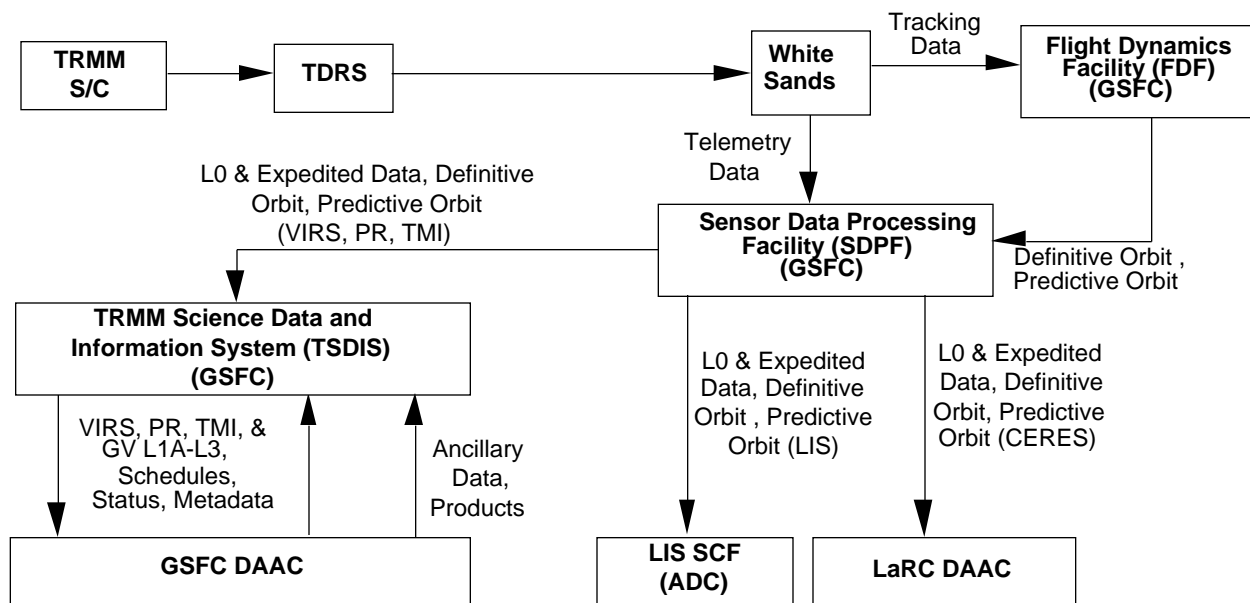 TRMM
S/C
TDRS
White
Sands
Tracking
Data
Flight Dynamics
Facility (FDF)
(GSFC)
Telemetry
Data
L0 & Expedited Data, Definitive
Orbit, Predictive Orbit
(VIRS, PR, TMI)
Sensor Data Processing
Facility (SDPF)
(GSFC)
Definitive Orbit ,
Predictive Orbit
TRMM Science Data and
Information System (TSDIS)
(GSFC)
L0 & Expedited
Data, Definitive
Orbit , Predictive
Orbit (LIS)
L0 & Expedited
Data, Definitive
Orbit, Predictive
Orbit (CERES)
VIRS, PR, TMI, &
GV L1A-L3,
Schedules,
Status, Metadata
Ancillary
Data,
Products
GSFC DAAC
LIS SCF
(ADC)
LaRC DAAC